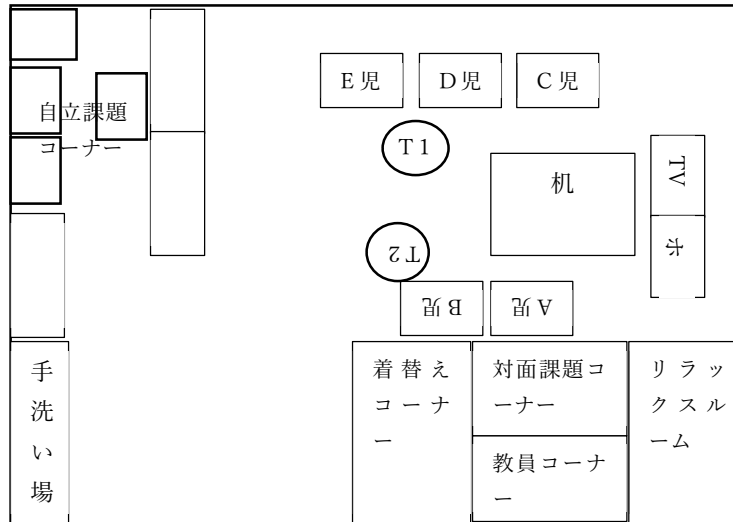 E児
D児
C児
自立課題
コーナー
T1
机
TV
ホ
T2
B児
A児
手
洗
い
場
着替え
コーナ
ー
対面課題コ
ーナー
教員コーナ
ー
リラッ
クスル
ーム